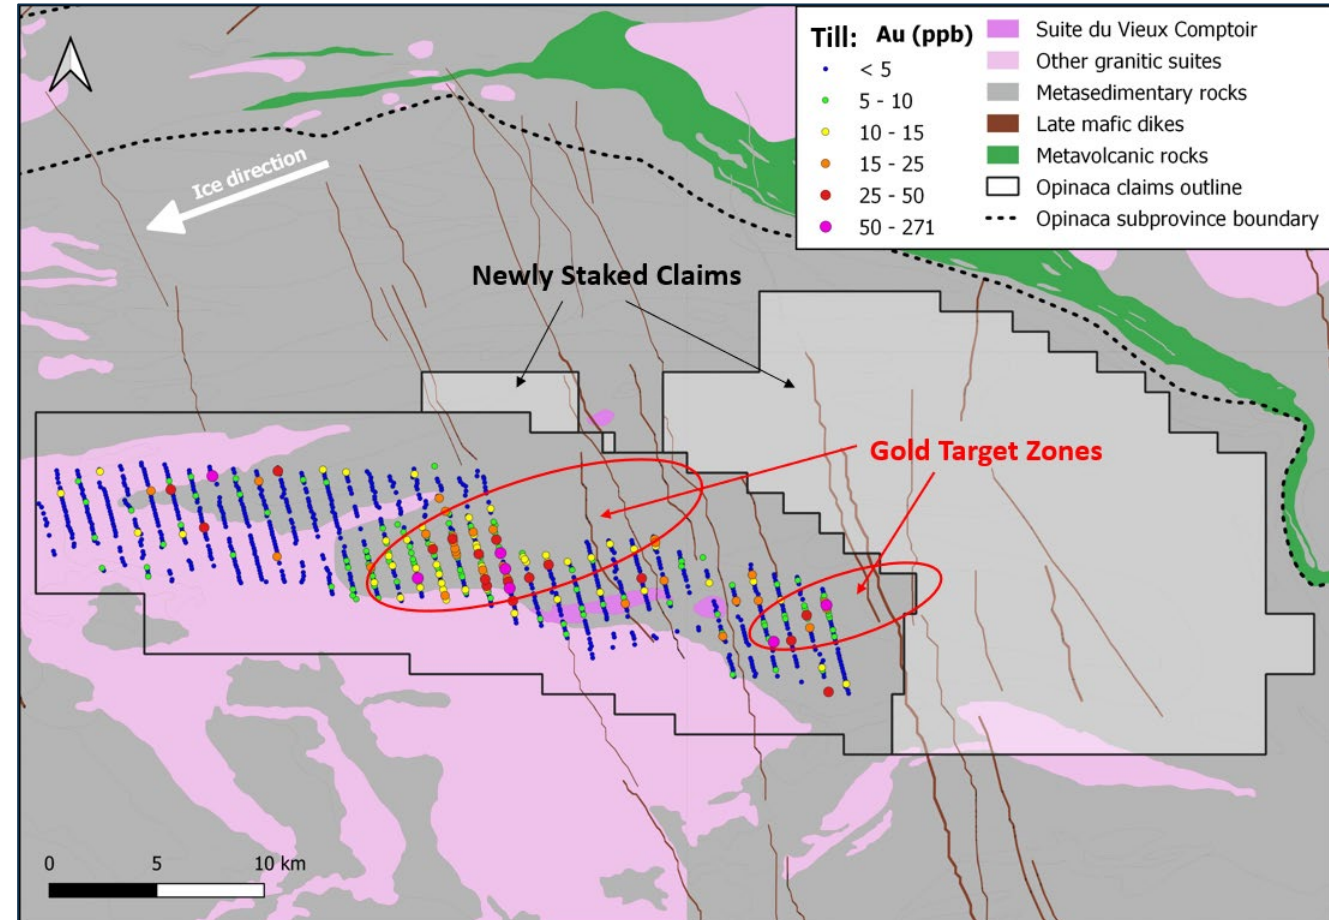 Till: Au (ppb)
< 5
5 - 10
10 - 15
15 - 25
25 - 50
50 - 271
Suite du Vieux Comptoir
Other granitic suites
Metasedimentary rocks
Late mafic dikes
Metavolcanic rocks
Opinaca claims outline
Opinaca subprovince boundary
Ice direction
Newly Staked Claims
Gold Target Zones
0 5 10 km